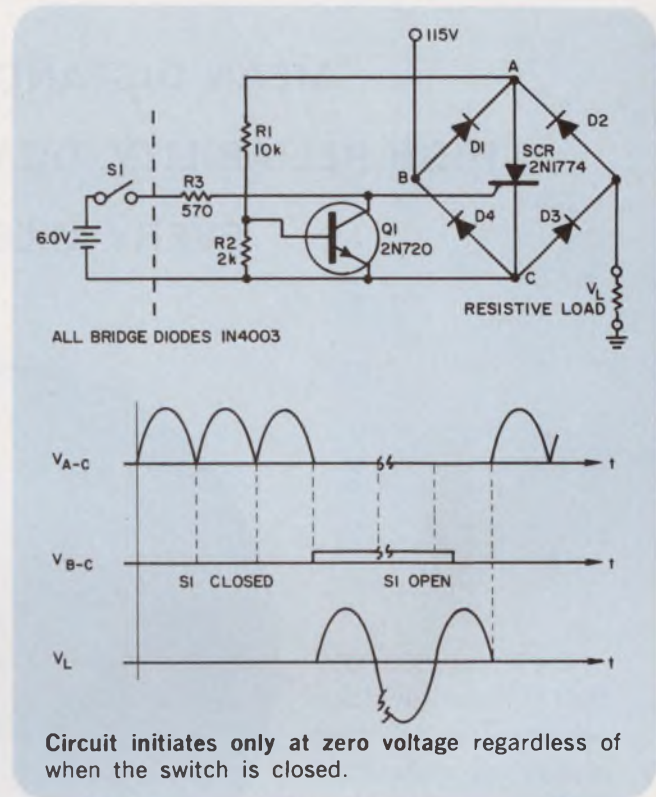 115V
A
R1
10k
D1
D2
SCR
2N1774
S1
R3
570
B
Q1
2N720
D4
D3
6.0V
R2
2k
C
VL
RESISTIVE LOAD
ALL BRIDGE DIODES IN4003
VA-C
t
VB-C
t
S1 CLOSED
S1 OPEN
VL
t
Circuit initiates only at zero voltage regardless of
when the switch is closed.